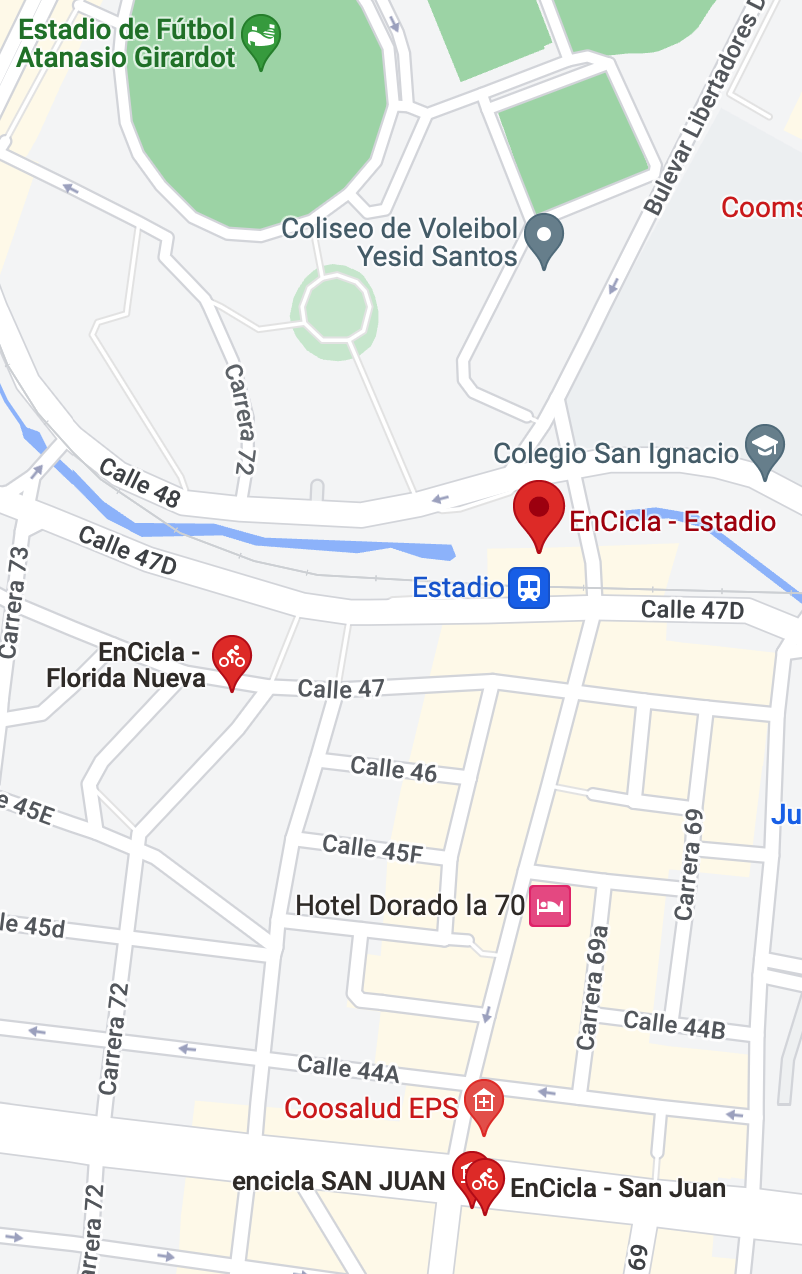 Estadio de Fútbol
Atanasio Girardot
Bulevar Libertadores D
Cooms
Coliseo de Voleibol
Yesid Santos
Carrera 72
Colegio San Ignacio
Calle 48
EnCicla - Estadio
Calle 47D
Carrera 73
Estadio
Calle 47D
EnCicla -
Florida Nueva
Calle 47
Calle 46
e 45E
Ju
Carrera 69
Calle 45F
Hotel Dorado la 70
lle 45d
Carrera 69a
Carrera 72
Calle 44B
Calle 44A
Coosalud EPS
encicla SAN JUAN
EnCicla - San Juan
arrera 72
69